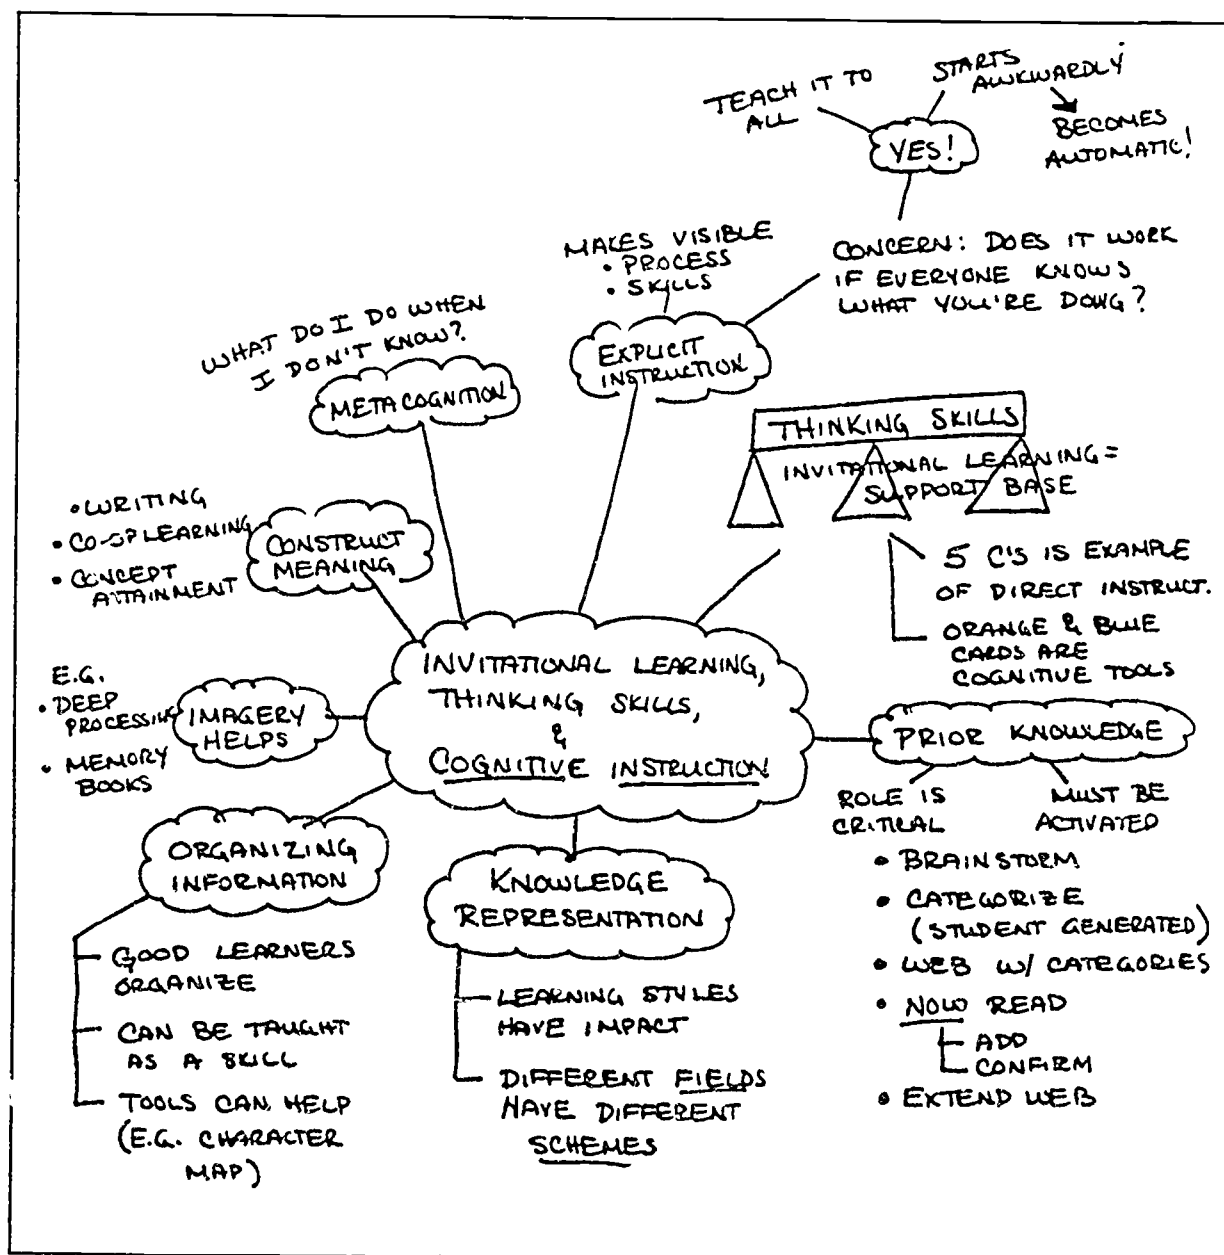 TEACH IT TO
ALL
STARTS
AWKWARDLY
BECOMES
AUTOMATIC!
YES!
CONCERN: DOES IT WORK
IF EVERYONE KNOWS
WHAT YOU'RE DOING?
MAKES VISIBLE
• PROCESS
• SKILLS
EXPLICIT
INSTRUCTION
WHAT DO I DO WHEN
I DON'T KNOW?
METACOGNITION
THINKING SKILLS
INVITATIONAL LEARNING =
SUPPORT BASE
5 C'S IS EXAMPLE
OF DIRECT INSTRUCT.
ORANGE & BLUE
CARDS ARE
COGNITIVE TOOLS
• WRITING
• CO-OP LEARNING
• CONCEPT
ATTAINMENT
CONSTRUCT
MEANING
INVITATIONAL LEARNING,
THINKING SKILLS,
&
COGNITIVE INSTRUCTION
E.G.
• DEEP
PROCESSING
• MEMORY
BOOKS
IMAGERY
HELPS
PRIOR KNOWLEDGE
ROLE IS
CRITICAL
MUST BE
ACTIVATED
• BRAINSTORM
• CATEGORIZE
(STUDENT GENERATED)
• WEB W/ CATEGORIES
• NOW READ
ADD
CONFIRM
• EXTEND WEB
ORGANIZING
INFORMATION
GOOD LEARNERS
ORGANIZE
CAN BE TAUGHT
AS A SKILL
TOOLS CAN HELP
(E.G. CHARACTER
MAP)
KNOWLEDGE
REPRESENTATION
LEARNING STYLES
HAVE IMPACT
DIFFERENT FIELDS
HAVE DIFFERENT
SCHEMES